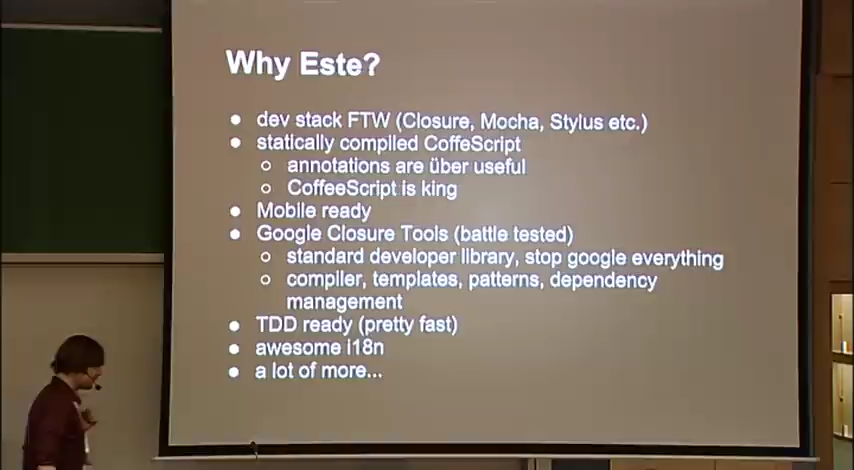 Why Este?
● dev stack FTW (Closure, Mocha, Stylus etc.)
● statically compiled CoffeScript
○ annotations are über useful
○ CoffeeScript is king
● Mobile ready
● Google Closure Tools (battle tested)
○ standard developer library, stop google everything
○ compiler, templates, patterns, dependency
management
● TDD ready (pretty fast)
● awesome i18n
● a lot of more...